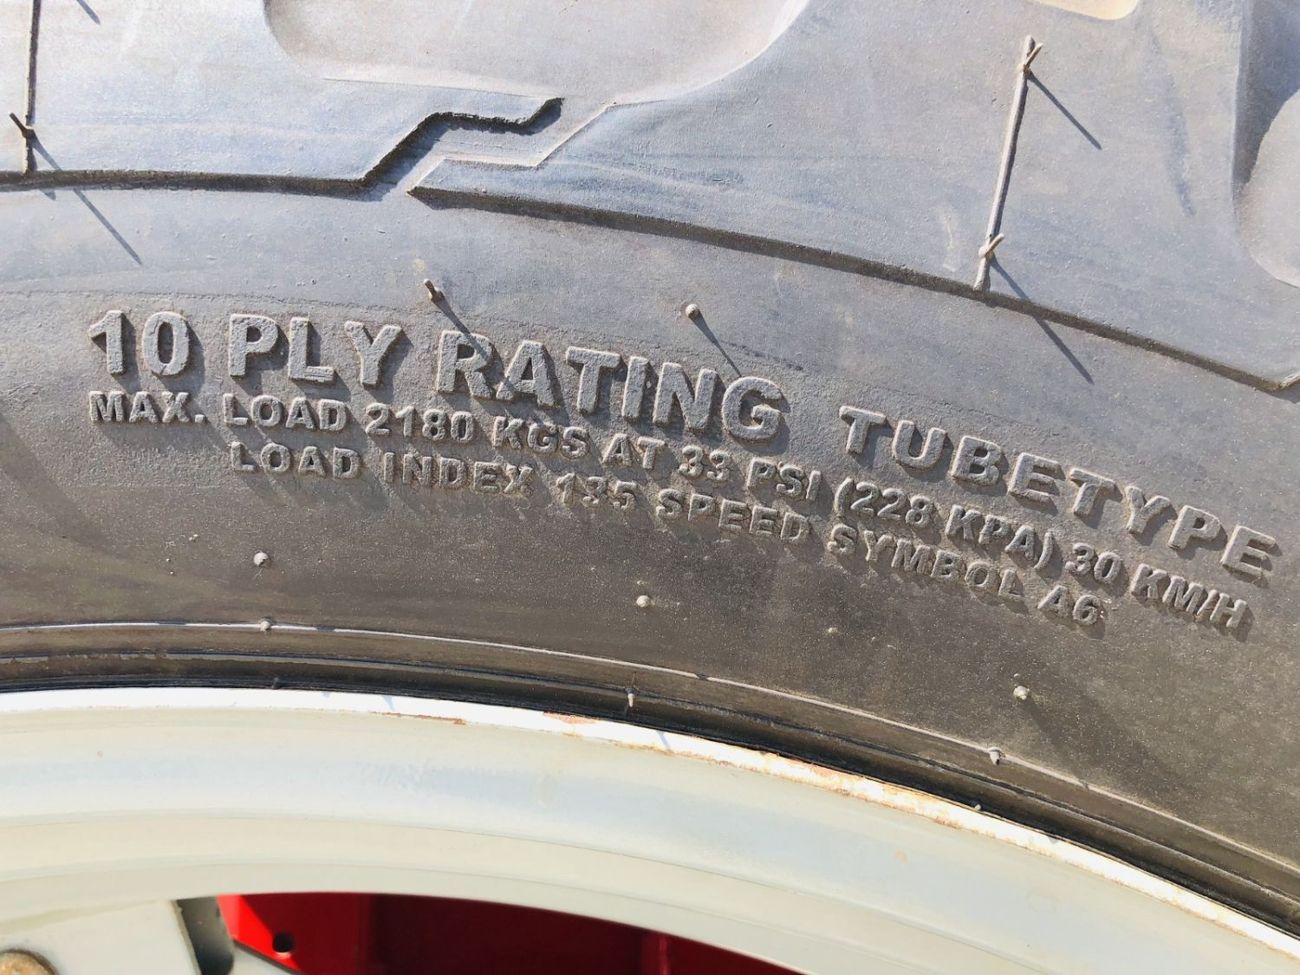 10 PLY RATING TUBETYPE
MAX. LOAD 2180 KGS AT 33 PSI (228 KPA) 30 KM/H
LOAD INDEX 135 SPEED SYMBOL A6